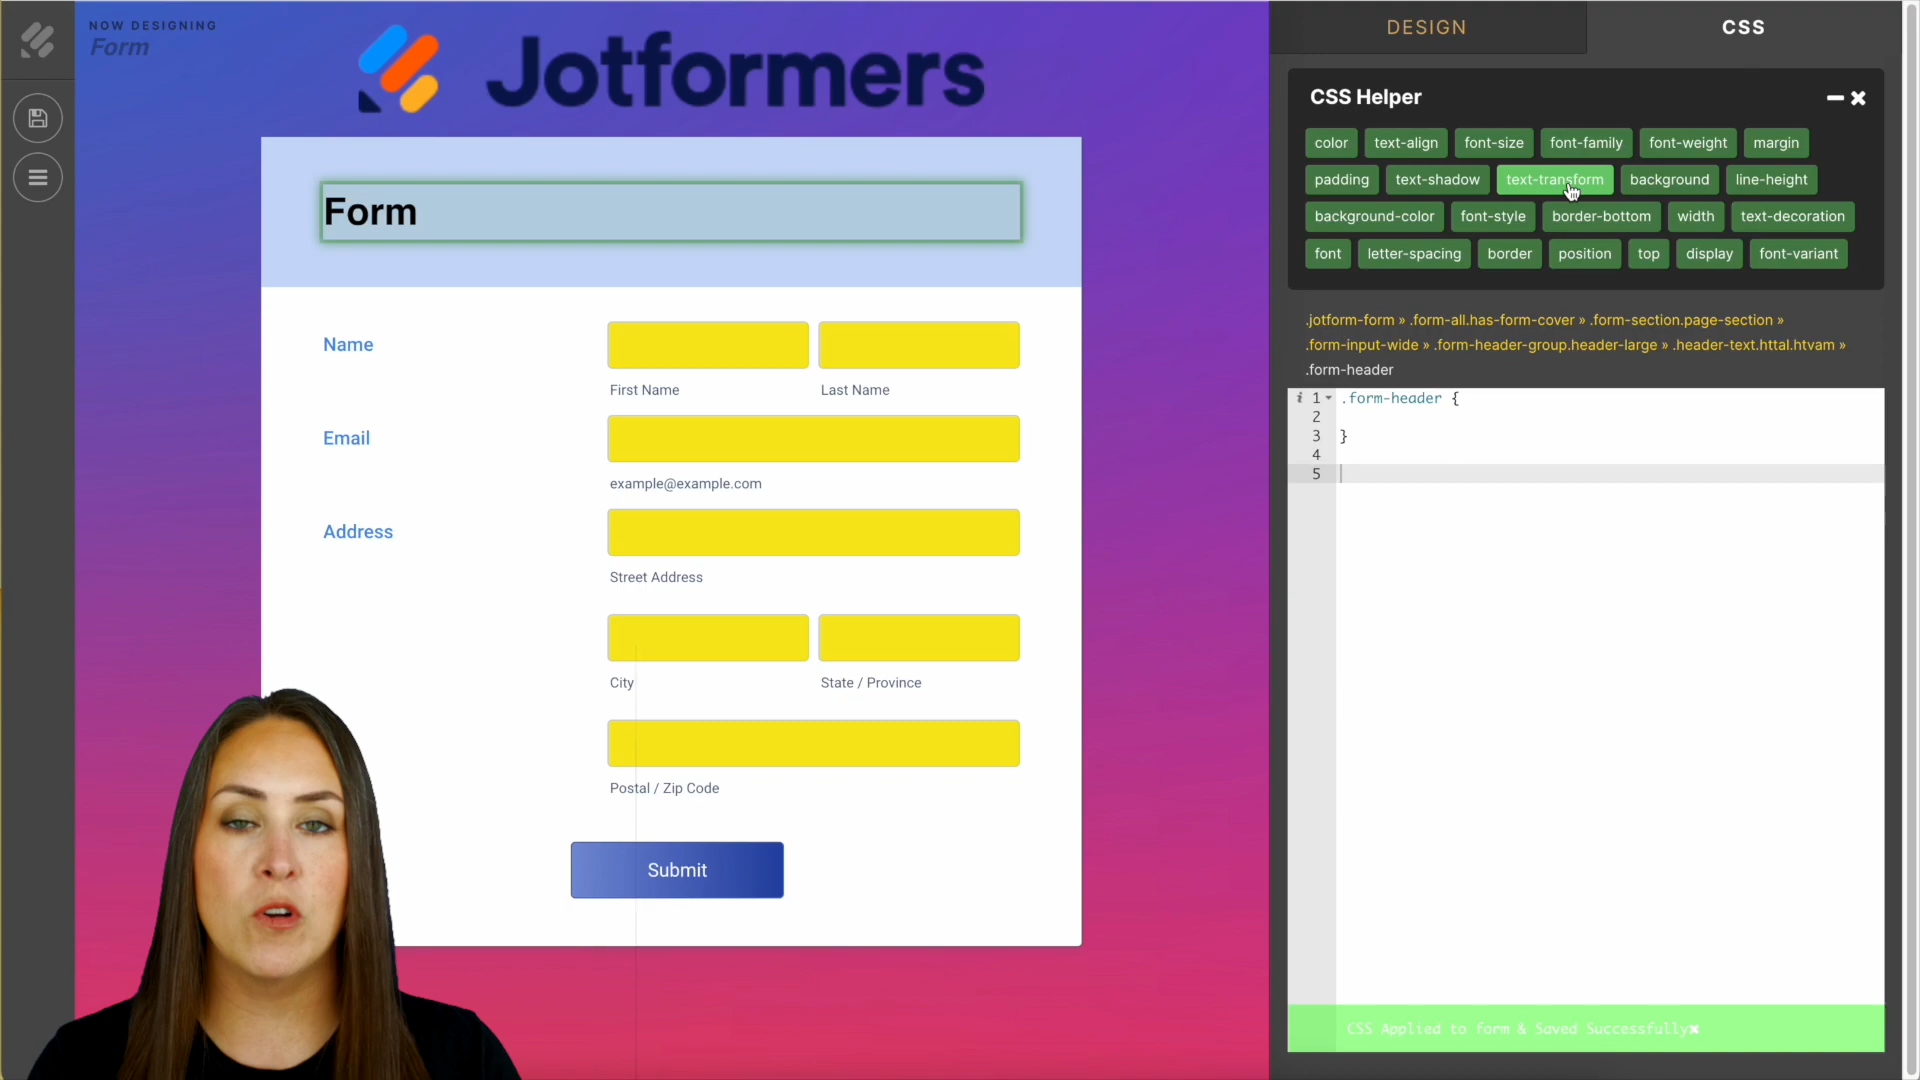 NOW DESIGNING
Form
Jotformers
DESIGN
CSS
CSS Helper
color text-align font-size font-family font-weight margin
padding text-shadow text-transform background line-height
background-color font-style border-bottom width text-decoration
font letter-spacing border position top display font-variant
.jotform-form » .form-all.has-form-cover » .form-section.page-section »
.form-input-wide » .form-header-group.header-large » .header-text.httal.htvam »
.form-header
i 1 .form-header {
2
3 }
4
5
CSS Applied to form & Saved Successfully
Form
Name
First Name
Last Name
Email
example@example.com
Address
Street Address
City
State / Province
Postal / Zip Code
Submit